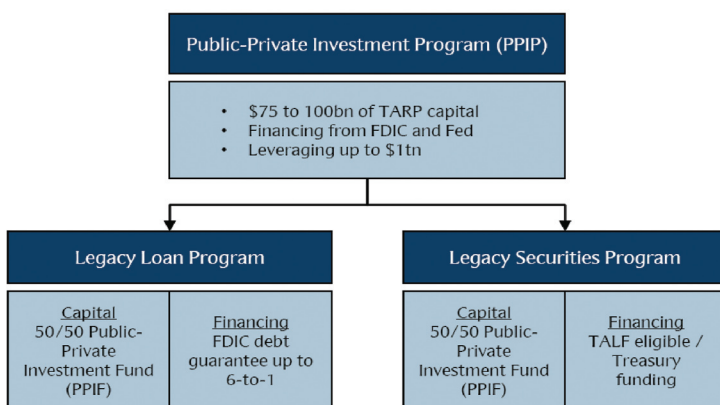 Public-Private Investment Program (PPIP)
• $75 to 100bn of TARP capital
• Financing from FDIC and Fed
• Leveraging up to $1tn
Legacy Loan Program
Capital
50/50 Public-
Private
Investment Fund
(PPIF)
Financing
FDIC debt
guarantee up to
6-to-1
Legacy Securities Program
Capital
50/50 Public-
Private
Investment Fund
(PPIF)
Financing
TALF eligible /
Treasury
funding